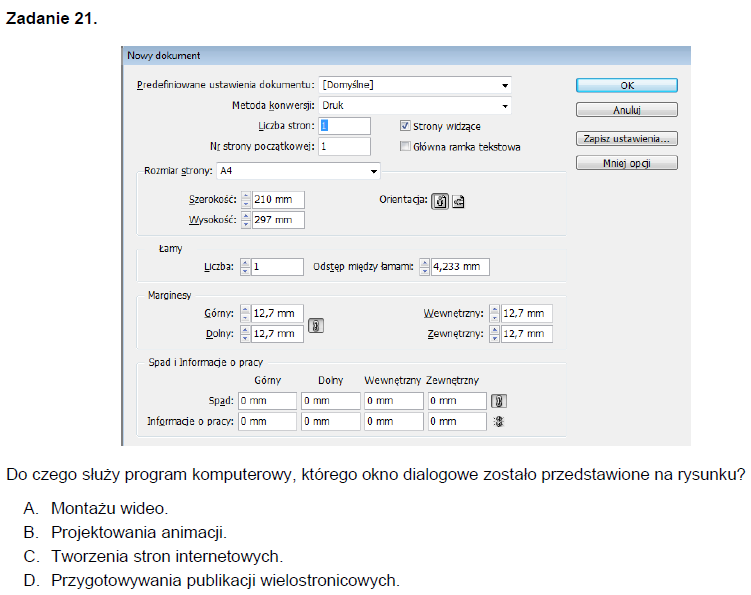 Zadanie 21.
Nowy dokument
Predefiniowane ustawienia dokumentu: [Domyślne]
OK
Metoda konwersji: Druk
Anuluj
Liczba stron: 1
Strony widzące
Zapisz ustawienia...
Nr strony początkowej: 1
Główna ramka tekstowa
Mniej opcji
Rozmiar strony: A4
Szerokość: 210 mm
Orientacja:
Wysokość: 297 mm
Łamy
Liczba: 1 Odstęp między łamami: 4,233 mm
Marginesy
Górny: 12,7 mm Wewnętrzny: 12,7 mm
Dolny: 12,7 mm Zewnętrzny: 12,7 mm
Spad i Informacje o pracy
Górny Dolny Wewnętrzny Zewnętrzny
Spad: 0 mm 0 mm 0 mm 0 mm
Informacje o pracy: 0 mm 0 mm 0 mm 0 mm
Do czego służy program komputerowy, którego okno dialogowe zostało przedstawione na rysunku?
A. Montażu wideo.
B. Projektowania animacji.
C. Tworzenia stron internetowych.
D. Przygotowywania publikacji wielostronicowych.